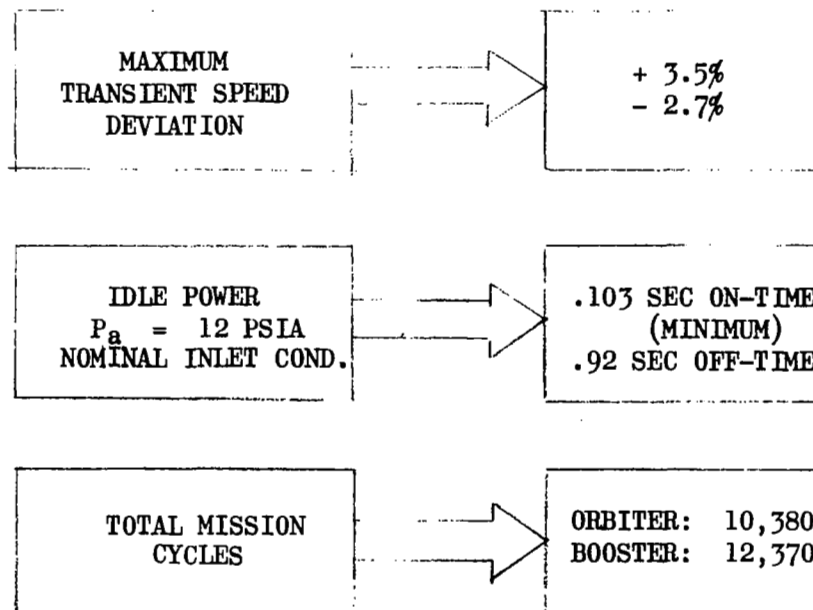 MAXIMUM
TRANSIENT SPEED
DEVIATION
+ 3.5%
- 2.7%
IDLE POWER
Pa = 12 PSIA
NOMINAL INLET COND.
.103 SEC ON-TIME
(MINIMUM)
.92 SEC OFF-TIME
TOTAL MISSION
CYCLES
ORBITER: 10,380
BOOSTER: 12,370